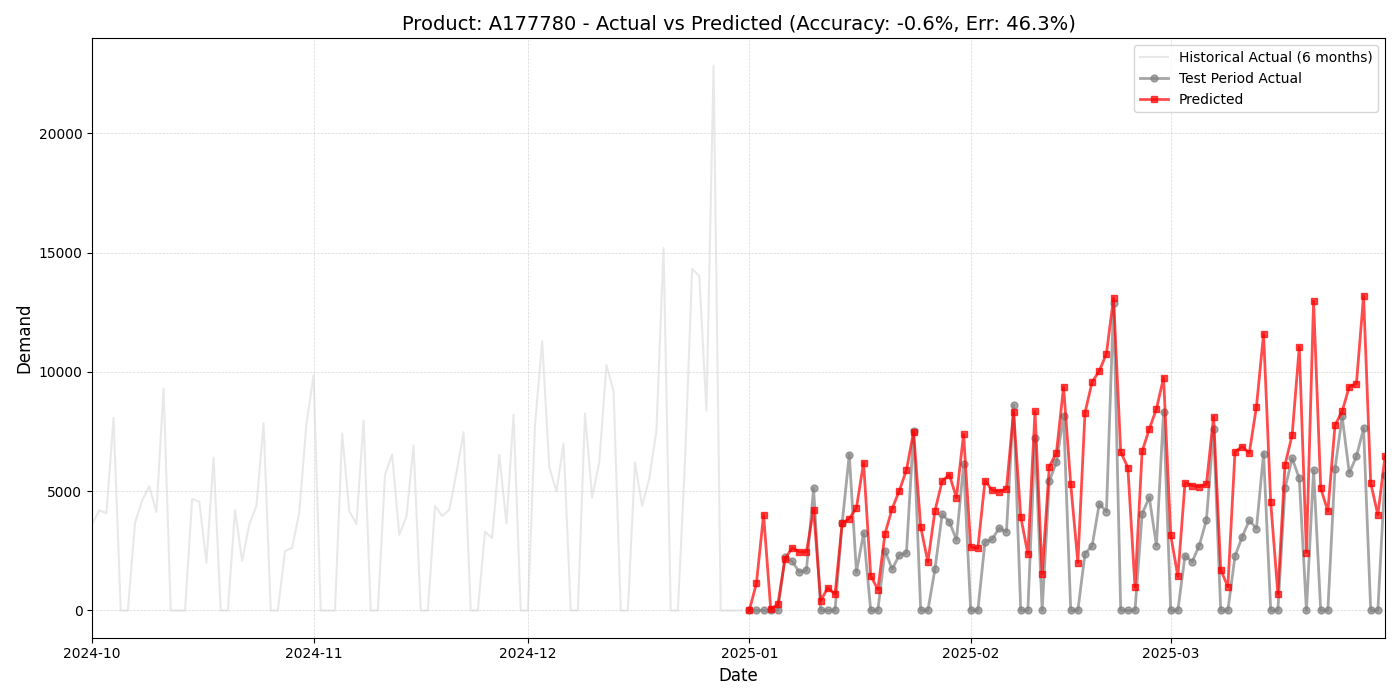 Product: A177780 - Actual vs Predicted (Accuracy: -0.6%, Err: 46.3%)
Historical Actual (6 months)
Test Period Actual
Predicted
Demand
20000
15000
10000
5000
0
2024-10
2024-11
2024-12
2025-01
2025-02
2025-03
Date